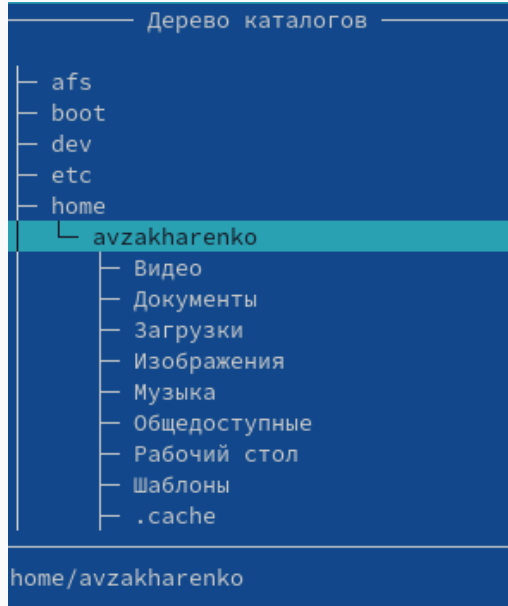 Дерево каталогов
afs
boot
dev
etc
home
avzakharenko
Видео
Документы
Загрузки
Изображения
Музыка
Общедоступные
Рабочий стол
Шаблоны
.cache
home/avzakharenko